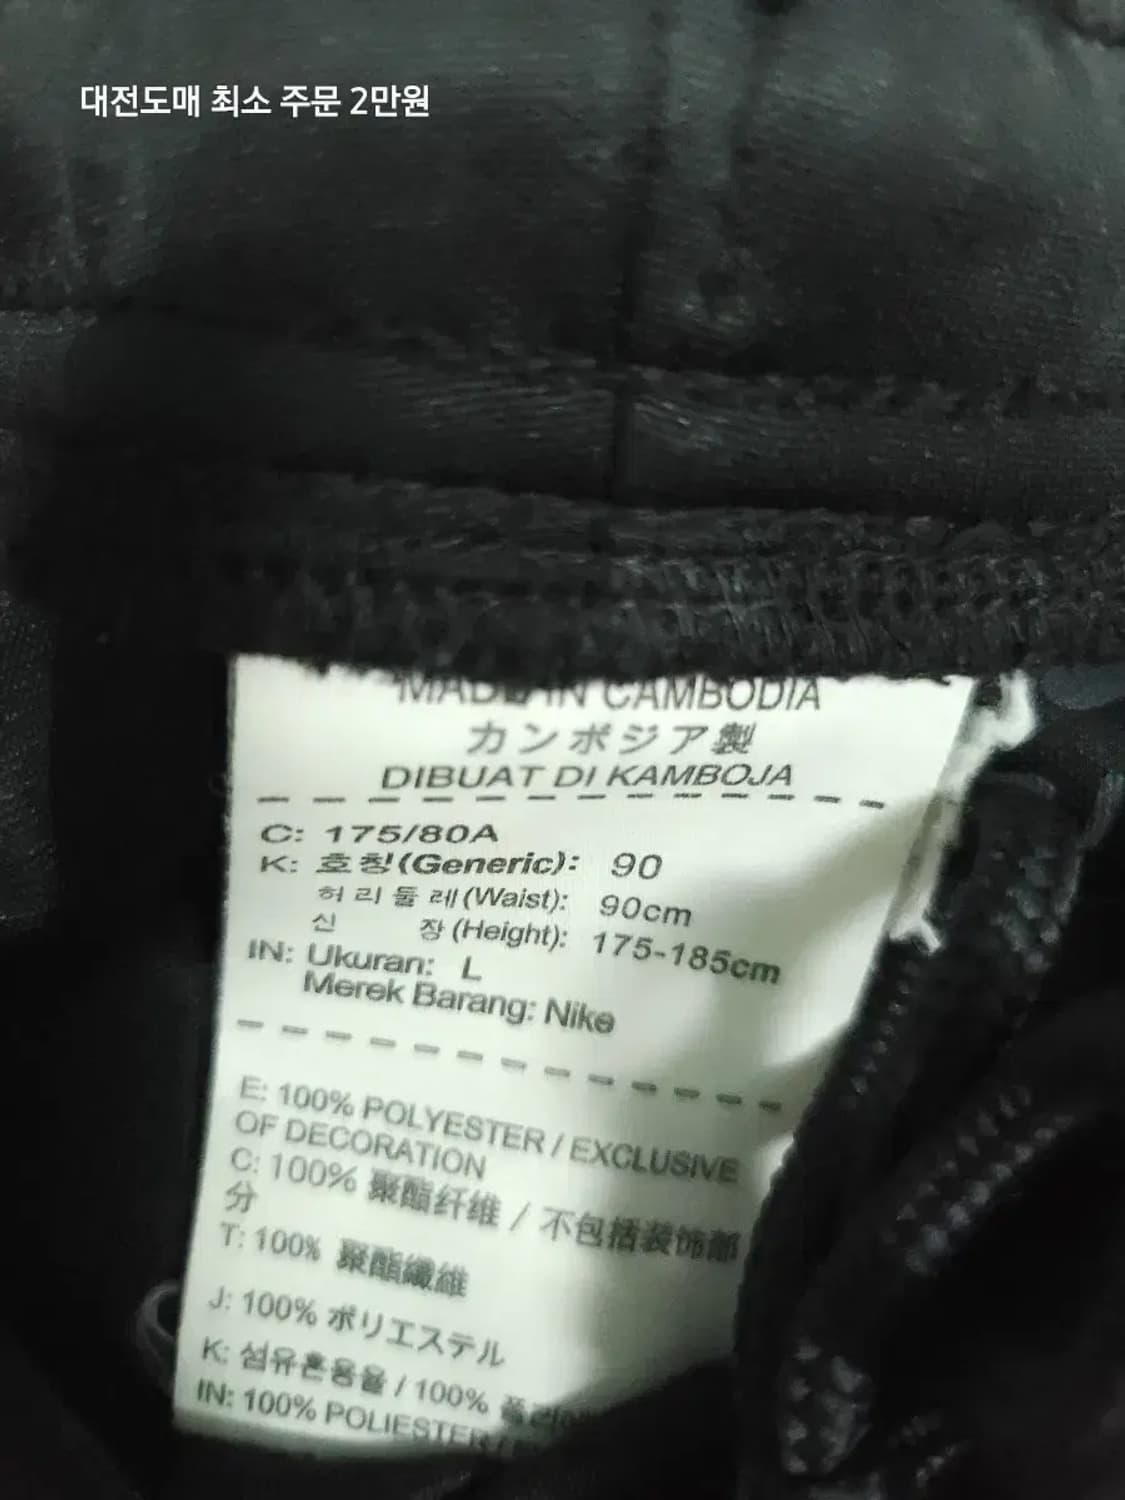 대전도매 최소 주문 2만원
MADE IN CAMBODIA
カンボジア製
DIBUAT DI KAMBOJA
C: 175/80A
K: 호칭(Generic): 90
허리둘레(Waist): 90cm
신 장(Height): 175-185cm
IN: Ukuran: L
Merek Barang: Nike
E: 100% POLYESTER / EXCLUSIVE
OF DECORATION
C: 100% 聚酯纤维 / 不包括装饰部
分
T: 100% 聚酯纖維
J: 100% ポリエステル
K: 섬유혼용율 / 100%
IN: 100% POLIESTER /